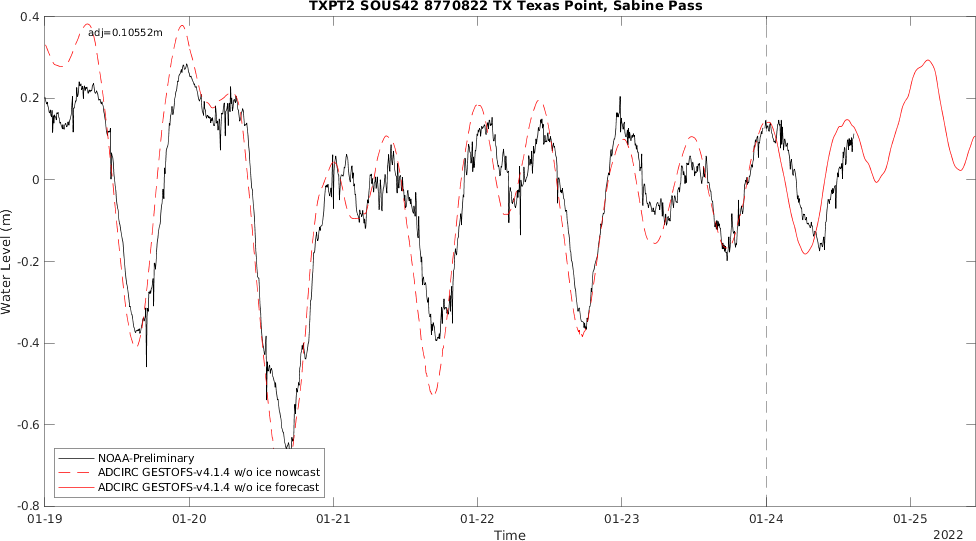 TXPT2 SOUS42 8770822 TX Texas Point, Sabine Pass
adj=0.10552m
0.4
0.2
0
-0.2
-0.4
-0.6
-0.8
Water Level (m)
NOAA-Preliminary
ADCIRC GESTOFS-v4.1.4 w/o ice nowcast
ADCIRC GESTOFS-v4.1.4 w/o ice forecast
01-19 01-20 01-21 01-22 01-23 01-24 01-25
Time
2022